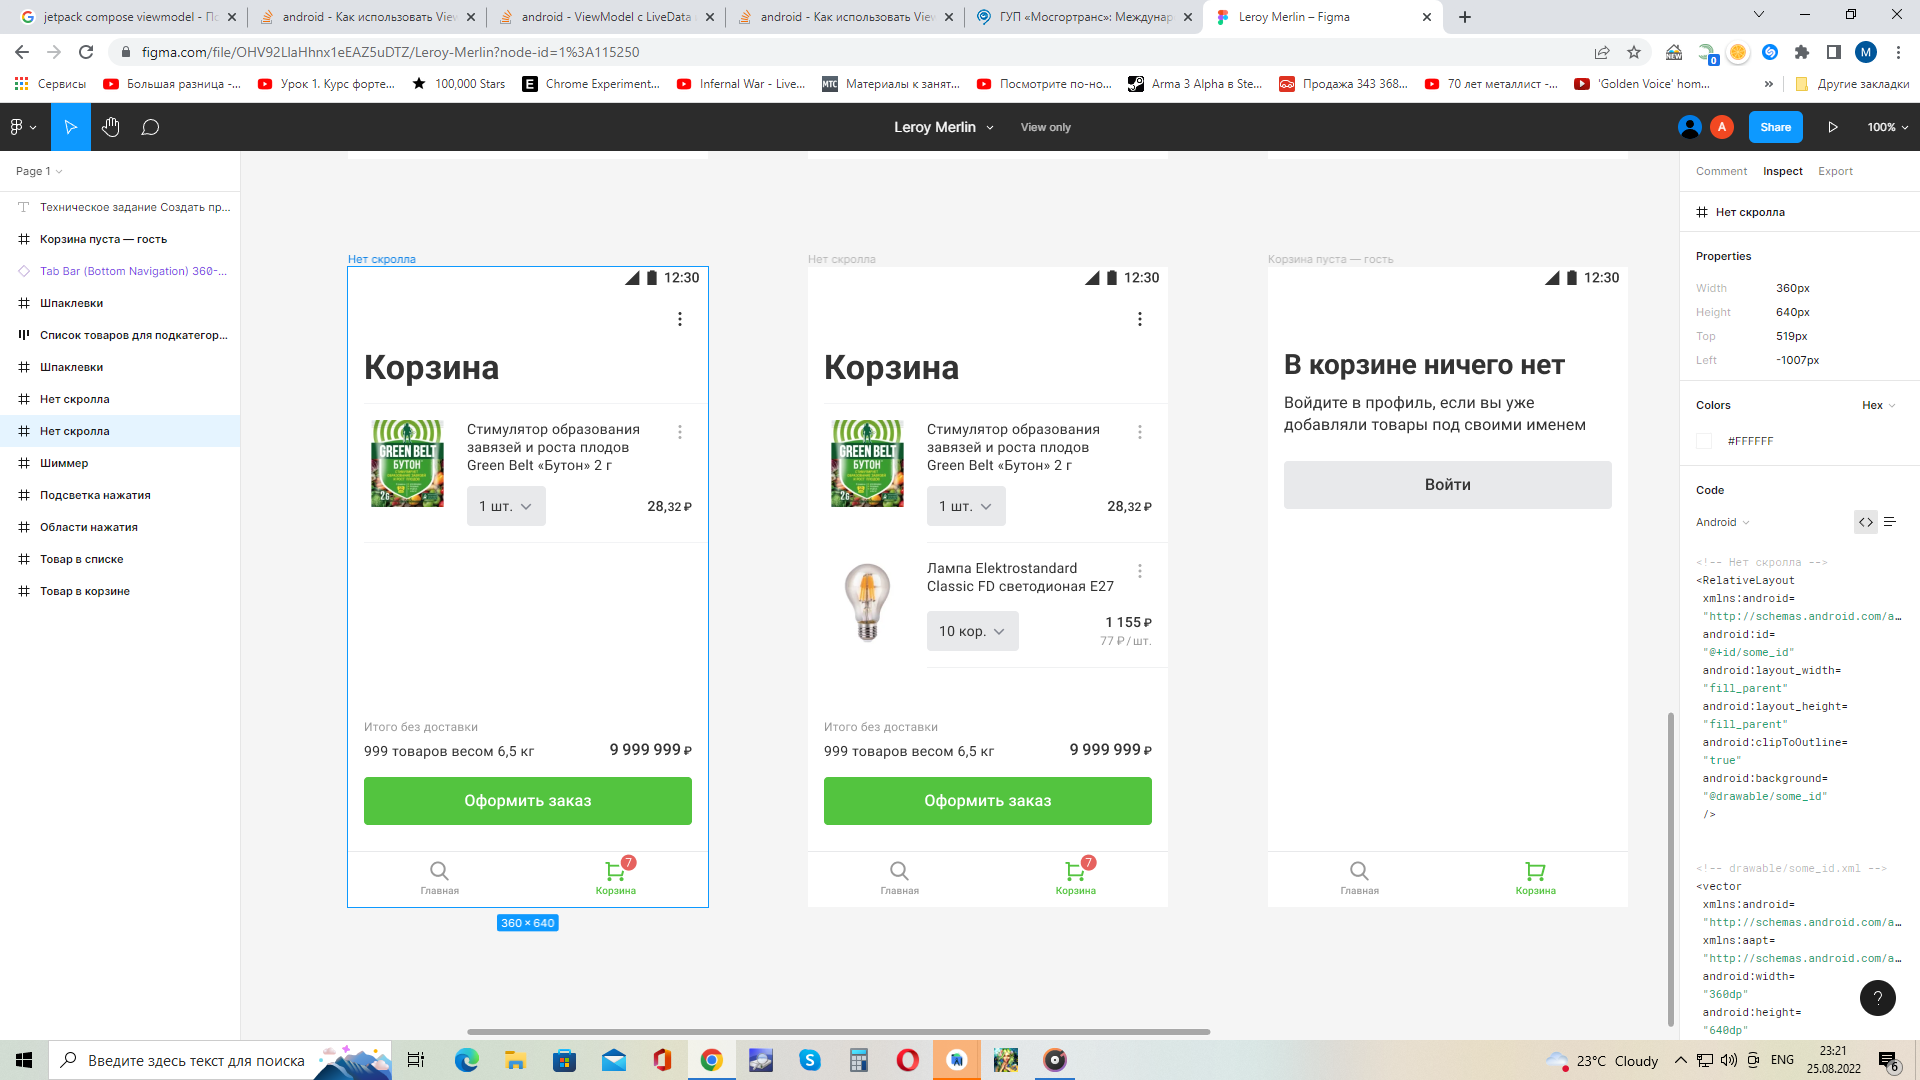 jetpack compose viewmodel - По
android - Как использовать View
android - ViewModel с LiveData
android - Как использовать View
ГУП «Мосгортранс»: Междунар
Leroy Merlin – Figma
figma.com/file/OHV92LlaHhnx1eEAZ5uDTZ/Leroy-Merlin?node-id=1%3A115250
NEW
0
M
Сервисы
Большая разница -...
Урок 1. Курс форте...
100,000 Stars
Chrome Experiment...
Infernal War - Live...
МТС
Материалы к занят...
Посмотрите по-но...
Arma 3 Alpha в Ste...
Продажа 343 368...
70 лет металлист -...
'Golden Voice' hom...
»
Другие закладки
Leroy Merlin
View only
A
Share
100%
Page 1
Техническое задание Создать пр...
Корзина пуста — гость
Tab Bar (Bottom Navigation) 360-...
Шпаклевки
Список товаров для подкатегор...
Шпаклевки
Нет скролла
Нет скролла
Шиммер
Подсветка нажатия
Области нажатия
Товар в списке
Товар в корзине
Нет скролла
12:30
Корзина
GREEN BELT
БУТОН
Стимулятор образования
завязей и роста плодов
Green Belt «Бутон» 2 г
1 шт.
28,32 ₽
Итого без доставки
999 товаров весом 6,5 кг
9 999 999 ₽
Оформить заказ
Главная
7
Корзина
360 × 640
Нет скролла
12:30
Корзина
GREEN BELT
БУТОН
Стимулятор образования
завязей и роста плодов
Green Belt «Бутон» 2 г
1 шт.
28,32 ₽
Лампа Elektrostandard
Classic FD светодионая E27
10 кор.
1 155 ₽
77 ₽ / шт.
Итого без доставки
999 товаров весом 6,5 кг
9 999 999 ₽
Оформить заказ
Главная
7
Корзина
Корзина пуста — гость
12:30
В корзине ничего нет
Войдите в профиль, если вы уже
добавляли товары под своими именем
Войти
Главная
Корзина
Comment
Inspect
Export
Нет скролла
Properties
Width 360px
Height 640px
Top 519px
Left -1007px
Colors
Hex
#FFFFFF
Code
Android
<!-- Нет скролла -->
<RelativeLayout
xmlns:android=
"http://schemas.android.com/a...
android:id=
"@+id/some_id"
android:layout_width=
"fill_parent"
android:layout_height=
"fill_parent"
android:clipToOutline=
"true"
android:background=
"@drawable/some_id"
/>
<!-- drawable/some_id.xml -->
<vector
xmlns:android=
"http://schemas.android.com/a...
xmlns:aapt=
"http://schemas.android.com/a...
android:width=
"360dp"
android:height=
"640dp"
?
Введите здесь текст для поиска
23°C Cloudy
ENG
23:21
25.08.2022
6